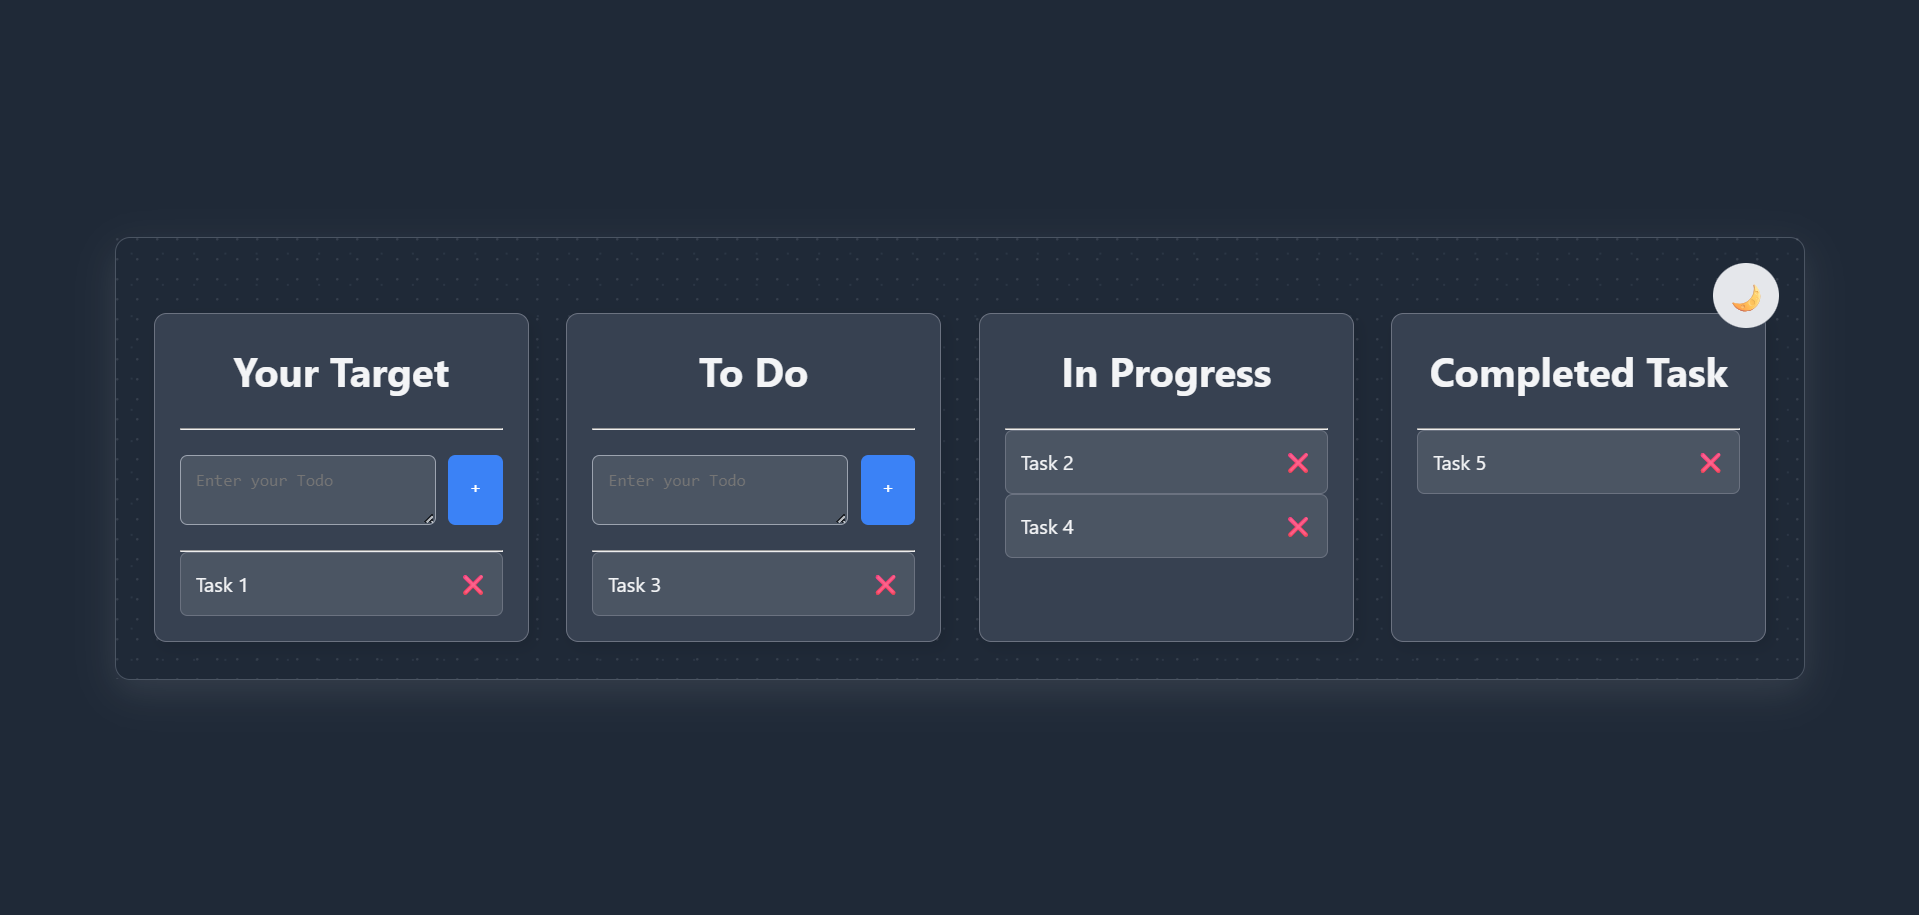 Your Target
Enter your Todo
+
Task 1
To Do
Enter your Todo
+
Task 3
In Progress
Task 2
Task 4
Completed Task
Task 5